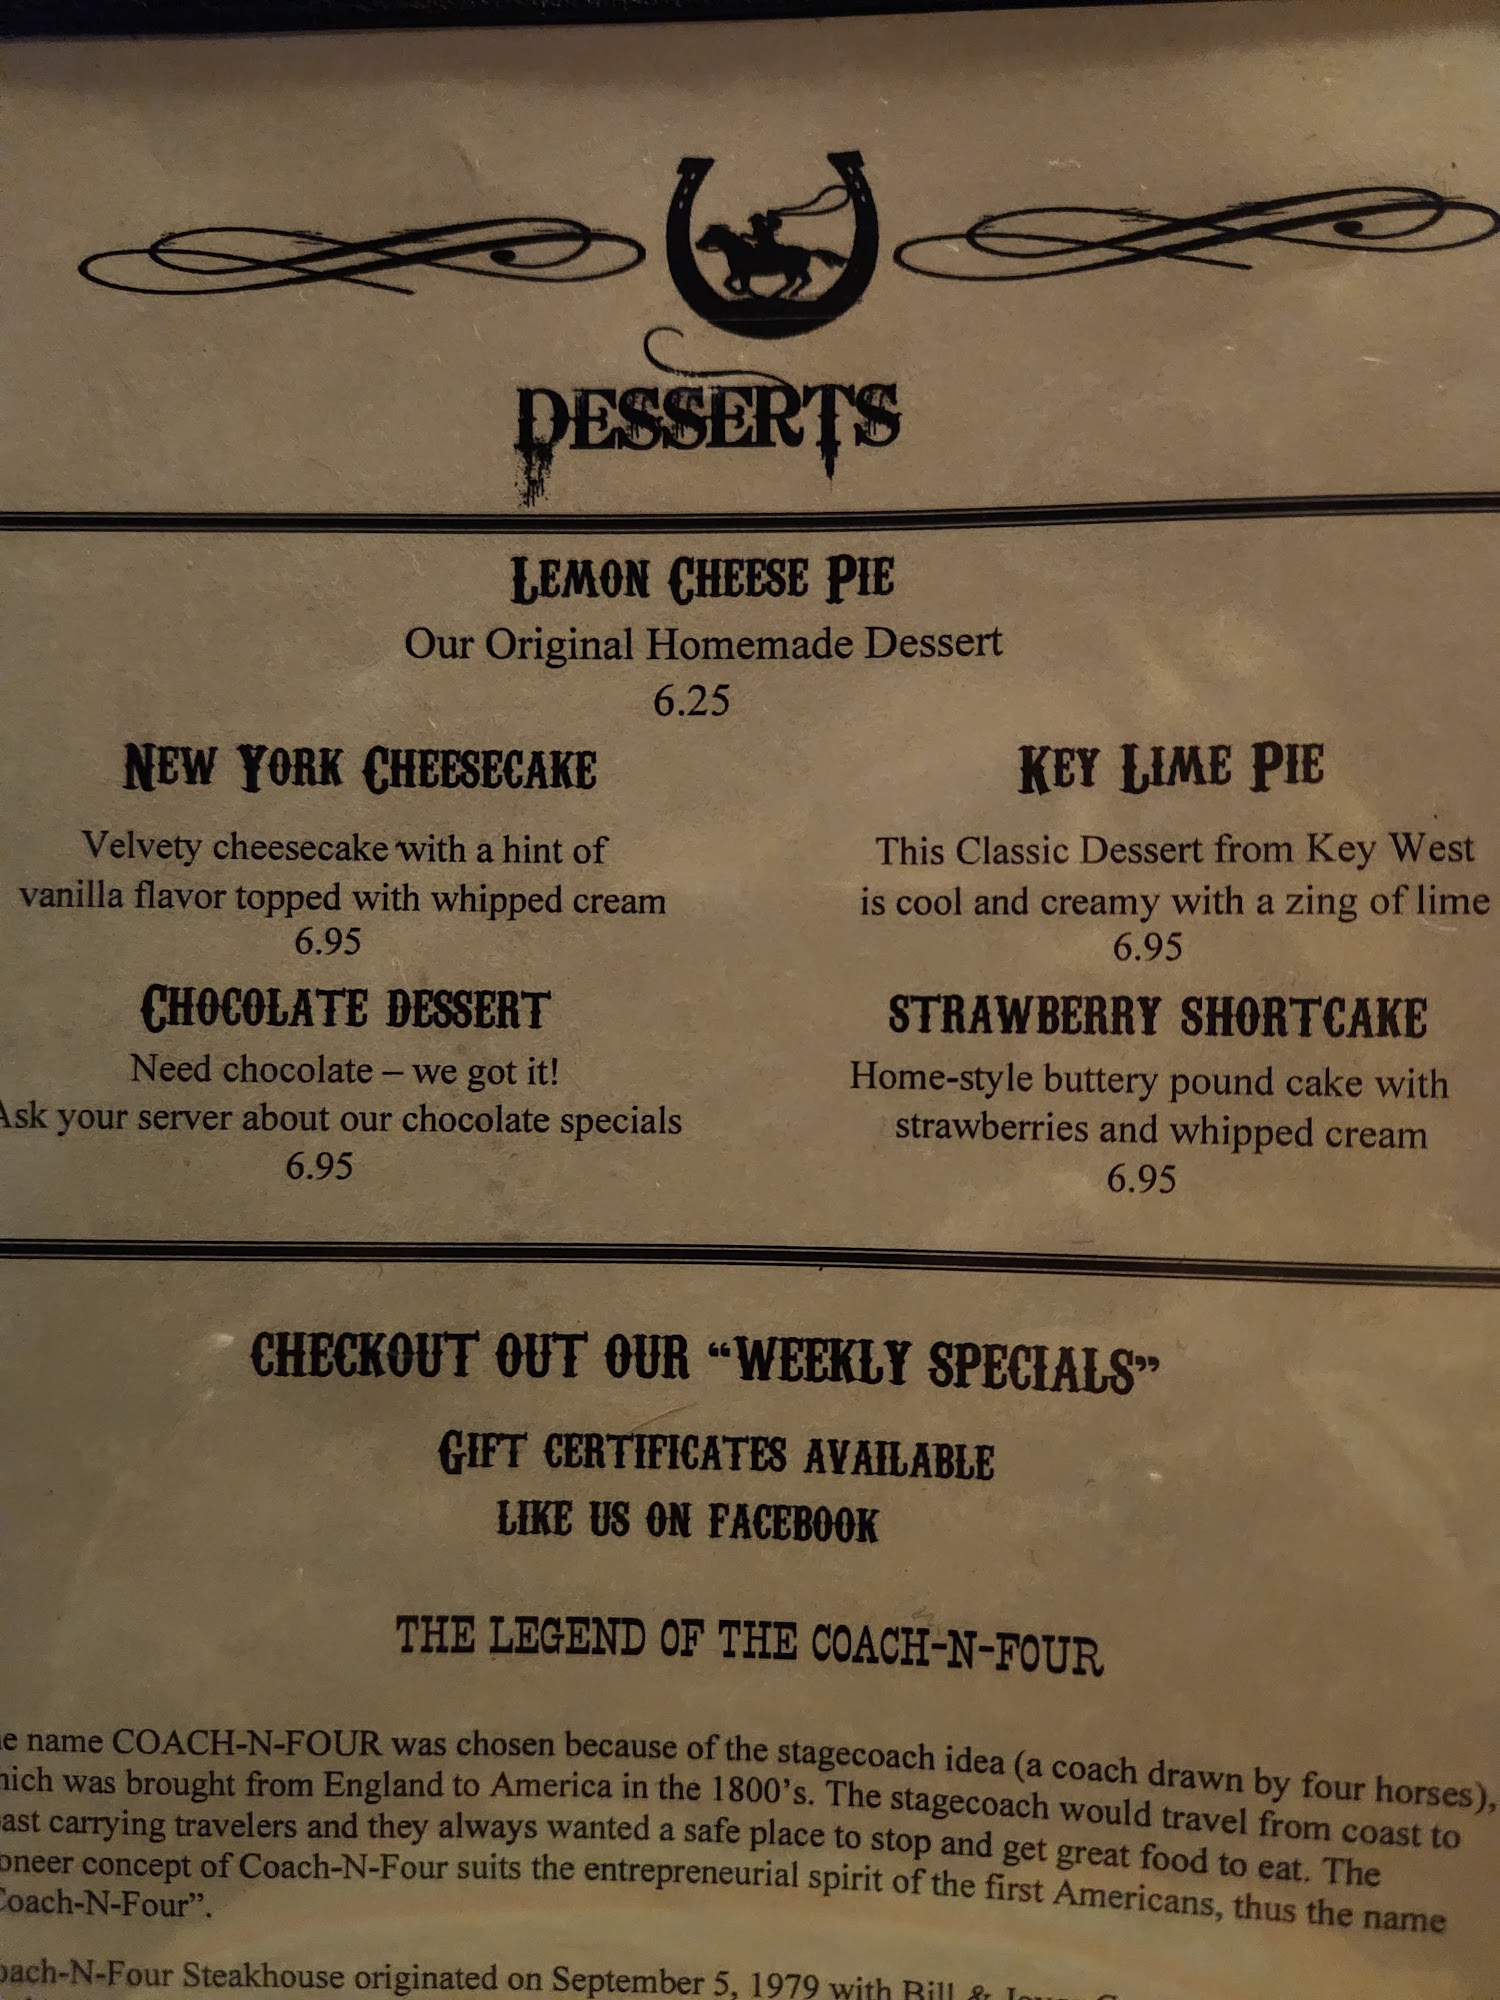 DESSERTS
LEMON CHEESE PIE
Our Original Homemade Dessert
6.25
NEW YORK CHEESECAKE
Velvety cheesecake with a hint of
vanilla flavor topped with whipped cream
6.95
KEY LIME PIE
This Classic Dessert from Key West
is cool and creamy with a zing of lime
6.95
CHOCOLATE DESSERT
Need chocolate – we got it!
Ask your server about our chocolate specials
6.95
STRAWBERRY SHORTCAKE
Home-style buttery pound cake with
strawberries and whipped cream
6.95
CHECKOUT OUT OUR “WEEKLY SPECIALS”
GIFT CERTIFICATES AVAILABLE
LIKE US ON FACEBOOK
THE LEGEND OF THE COACH-N-FOUR
name COACH-N-FOUR was chosen because of the stagecoach idea (a coach drawn by four horses),
was brought from England to America in the 1800’s. The stagecoach would travel from coast to
carrying travelers and they always wanted a safe place to stop and get great food to eat. The
concept of Coach-N-Four suits the entrepreneurial spirit of the first Americans, thus the name
Coach-N-Four”.
Coach-N-Four Steakhouse originated on September 5, 1979 with Bill &